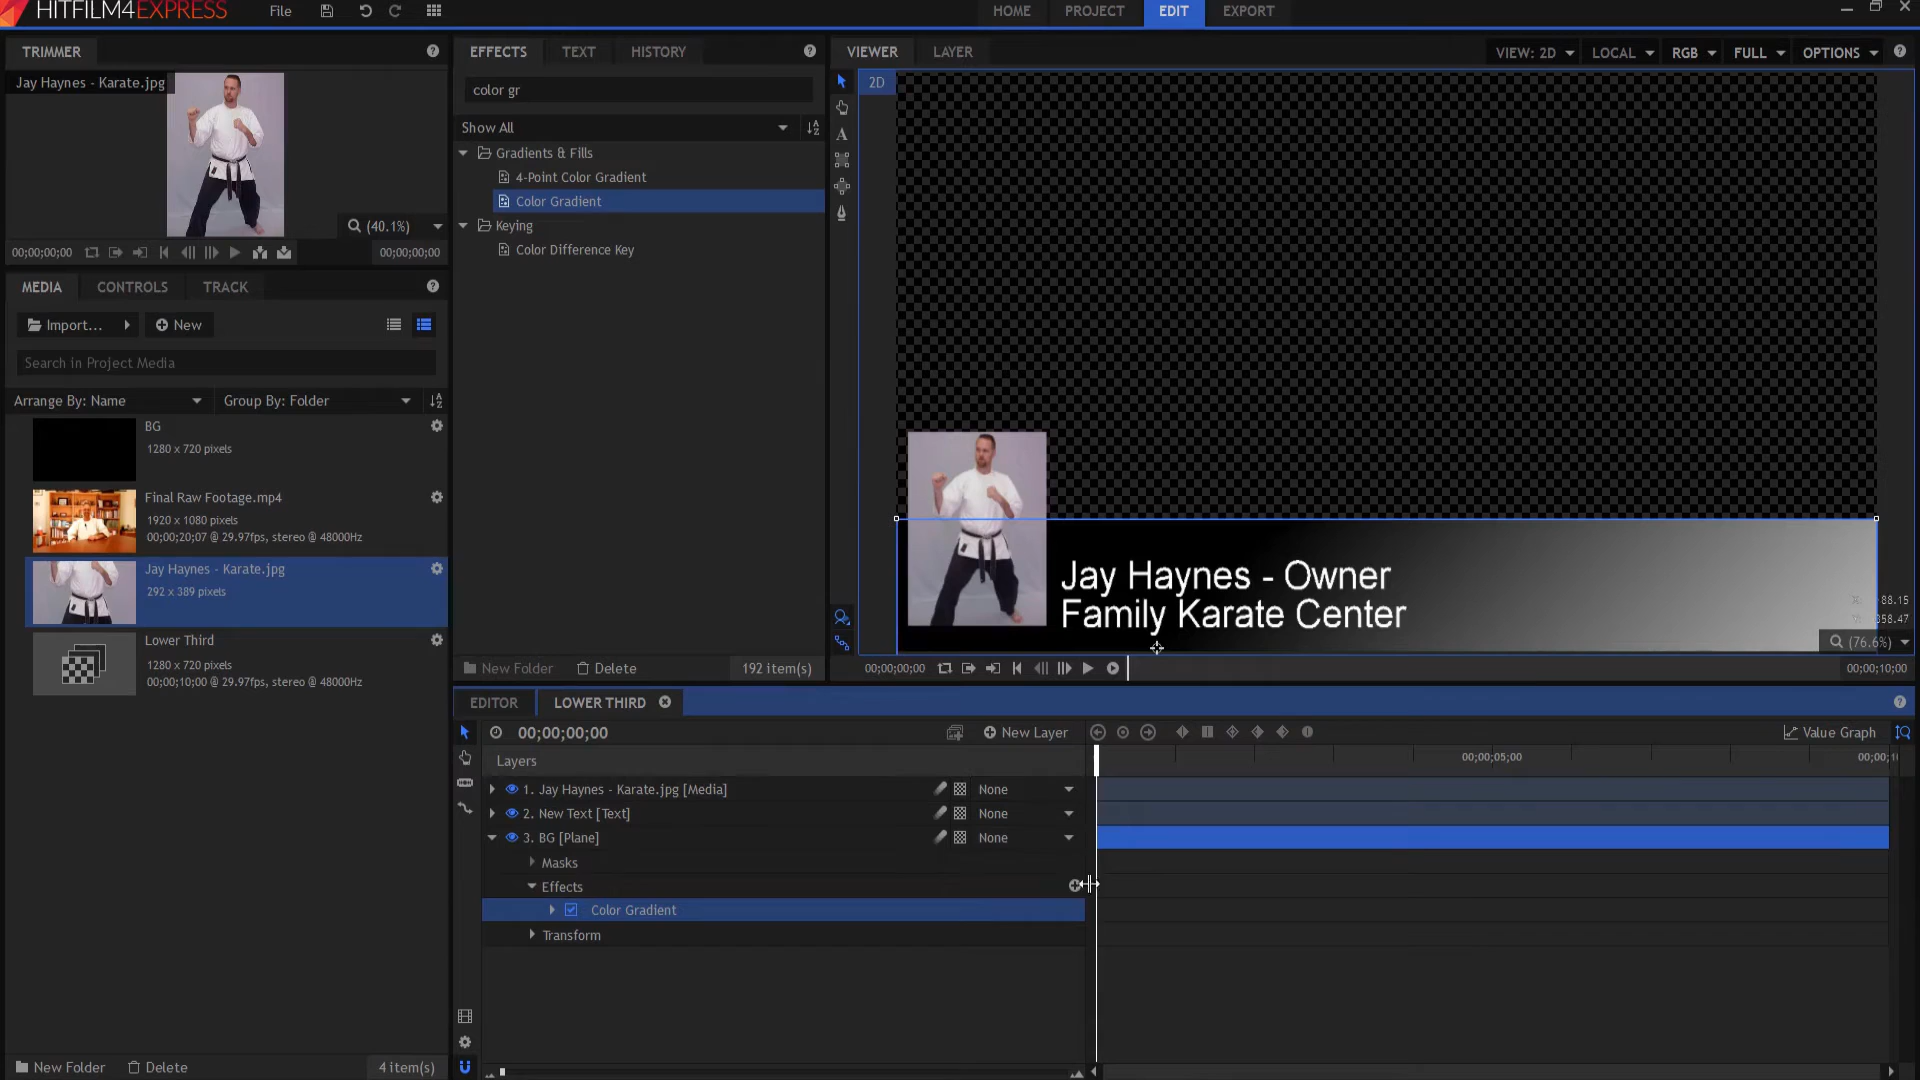 HITFILM4EXPRESS
File
HOME
PROJECT
EDIT
EXPORT
TRIMMER
Jay Haynes - Karate.jpg
(40.1%)
00;00;00;00
00;00;00;00
MEDIA
CONTROLS
TRACK
Import...
New
Search in Project Media
Arrange By: Name
Group By: Folder
BG
1280 x 720 pixels
Final Raw Footage.mp4
1920 x 1080 pixels
00;00;20;07 @ 29.97fps, stereo @ 48000Hz
Jay Haynes - Karate.jpg
292 x 389 pixels
Lower Third
1280 x 720 pixels
00;00;10;00 @ 29.97fps, stereo @ 48000Hz
New Folder
Delete
4 item(s)
EFFECTS
TEXT
HISTORY
color gr
Show All
Gradients & Fills
4-Point Color Gradient
Color Gradient
Keying
Color Difference Key
New Folder
Delete
192 item(s)
VIEWER
LAYER
VIEW: 2D
LOCAL
RGB
FULL
OPTIONS
2D
Jay Haynes - Owner
Family Karate Center
(76.6%)
00;00;00;00
00;00;10;00
EDITOR
LOWER THIRD
00;00;00;00
New Layer
Value Graph
Layers
00;00;05;00
1. Jay Haynes - Karate.jpg [Media]
None
2. New Text [Text]
None
3. BG [Plane]
None
Masks
Effects
Color Gradient
Transform